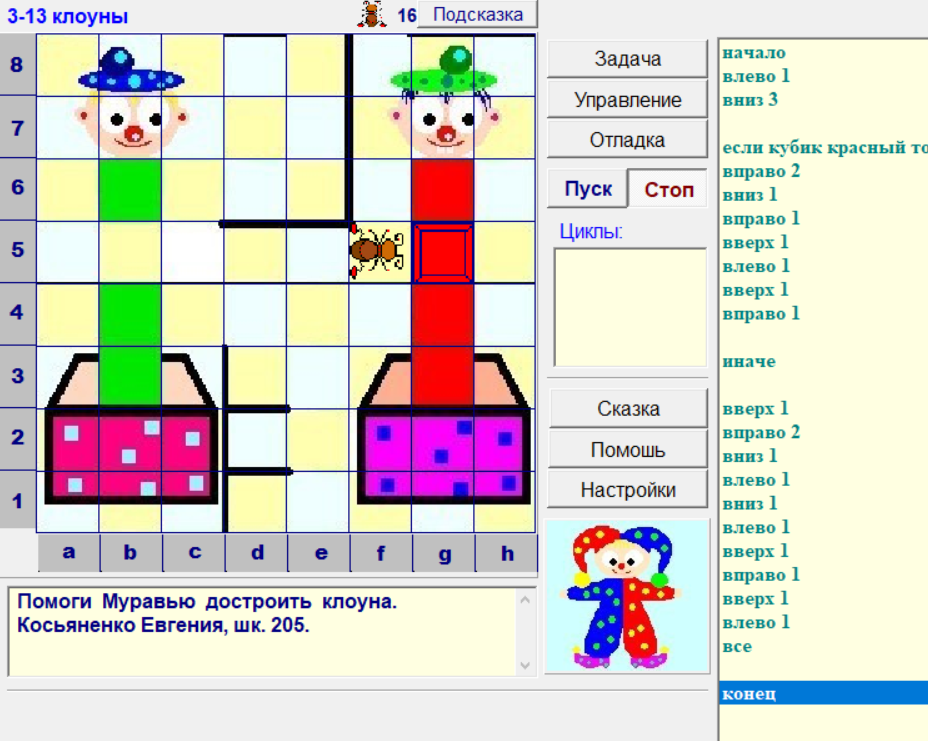 3-13 клоуны
16 Подсказка
8
7
6
5
4
3
2
1
a b c d e f g h
Помоги Муравью достроить клоуна.
Косьяненко Евгения, шк. 205.
Задача
Управление
Отладка
Пуск Стоп
Циклы:
Сказка
Помошь
Настройки
начало
влево 1
вниз 3
если кубик красный то
вправо 2
вниз 1
вправо 1
вверх 1
влево 1
вверх 1
вправо 1
иначе
вверх 1
вправо 2
вниз 1
влево 1
вниз 1
влево 1
вверх 1
вправо 1
вверх 1
влево 1
все
конец